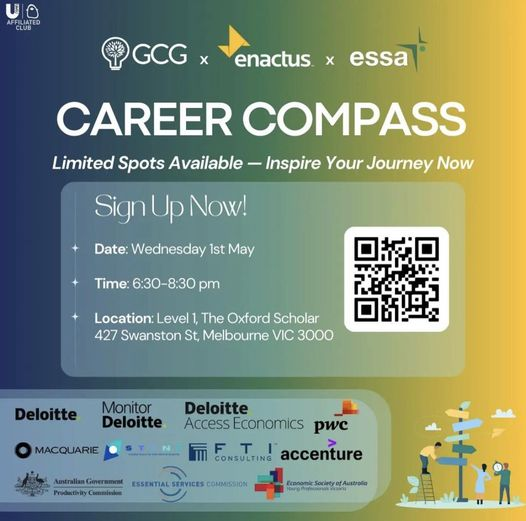 AFFILIATED
CLUB
GCG x enactus x essa
CAREER COMPASS
Limited Spots Available — Inspire Your Journey Now
Sign Up Now!
Date: Wednesday 1st May
Time: 6:30-8:30 pm
Location: Level 1, The Oxford Scholar
427 Swanston St, Melbourne VIC 3000
Deloitte.
Monitor
Deloitte.
Deloitte
Access Economics
pwc
MACQUARIE
F T I
CONSULTING
accenture
Australian Government
Productivity Commission
ESSENTIAL SERVICES COMMISSION
Economic Society of Australia
Young Professionals Victoria